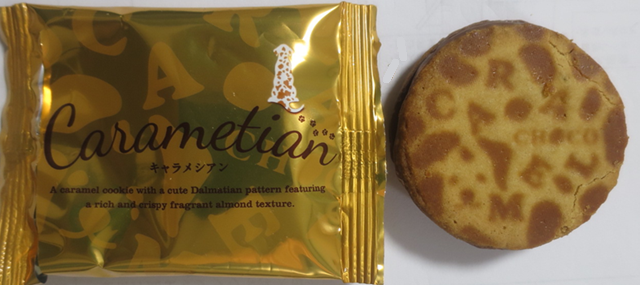 Carametian
キャラメシアン
A caramel cookie with a cute Dalmetian pattern featuring
a rich and crispy fragrant almond texture.
CHOCO